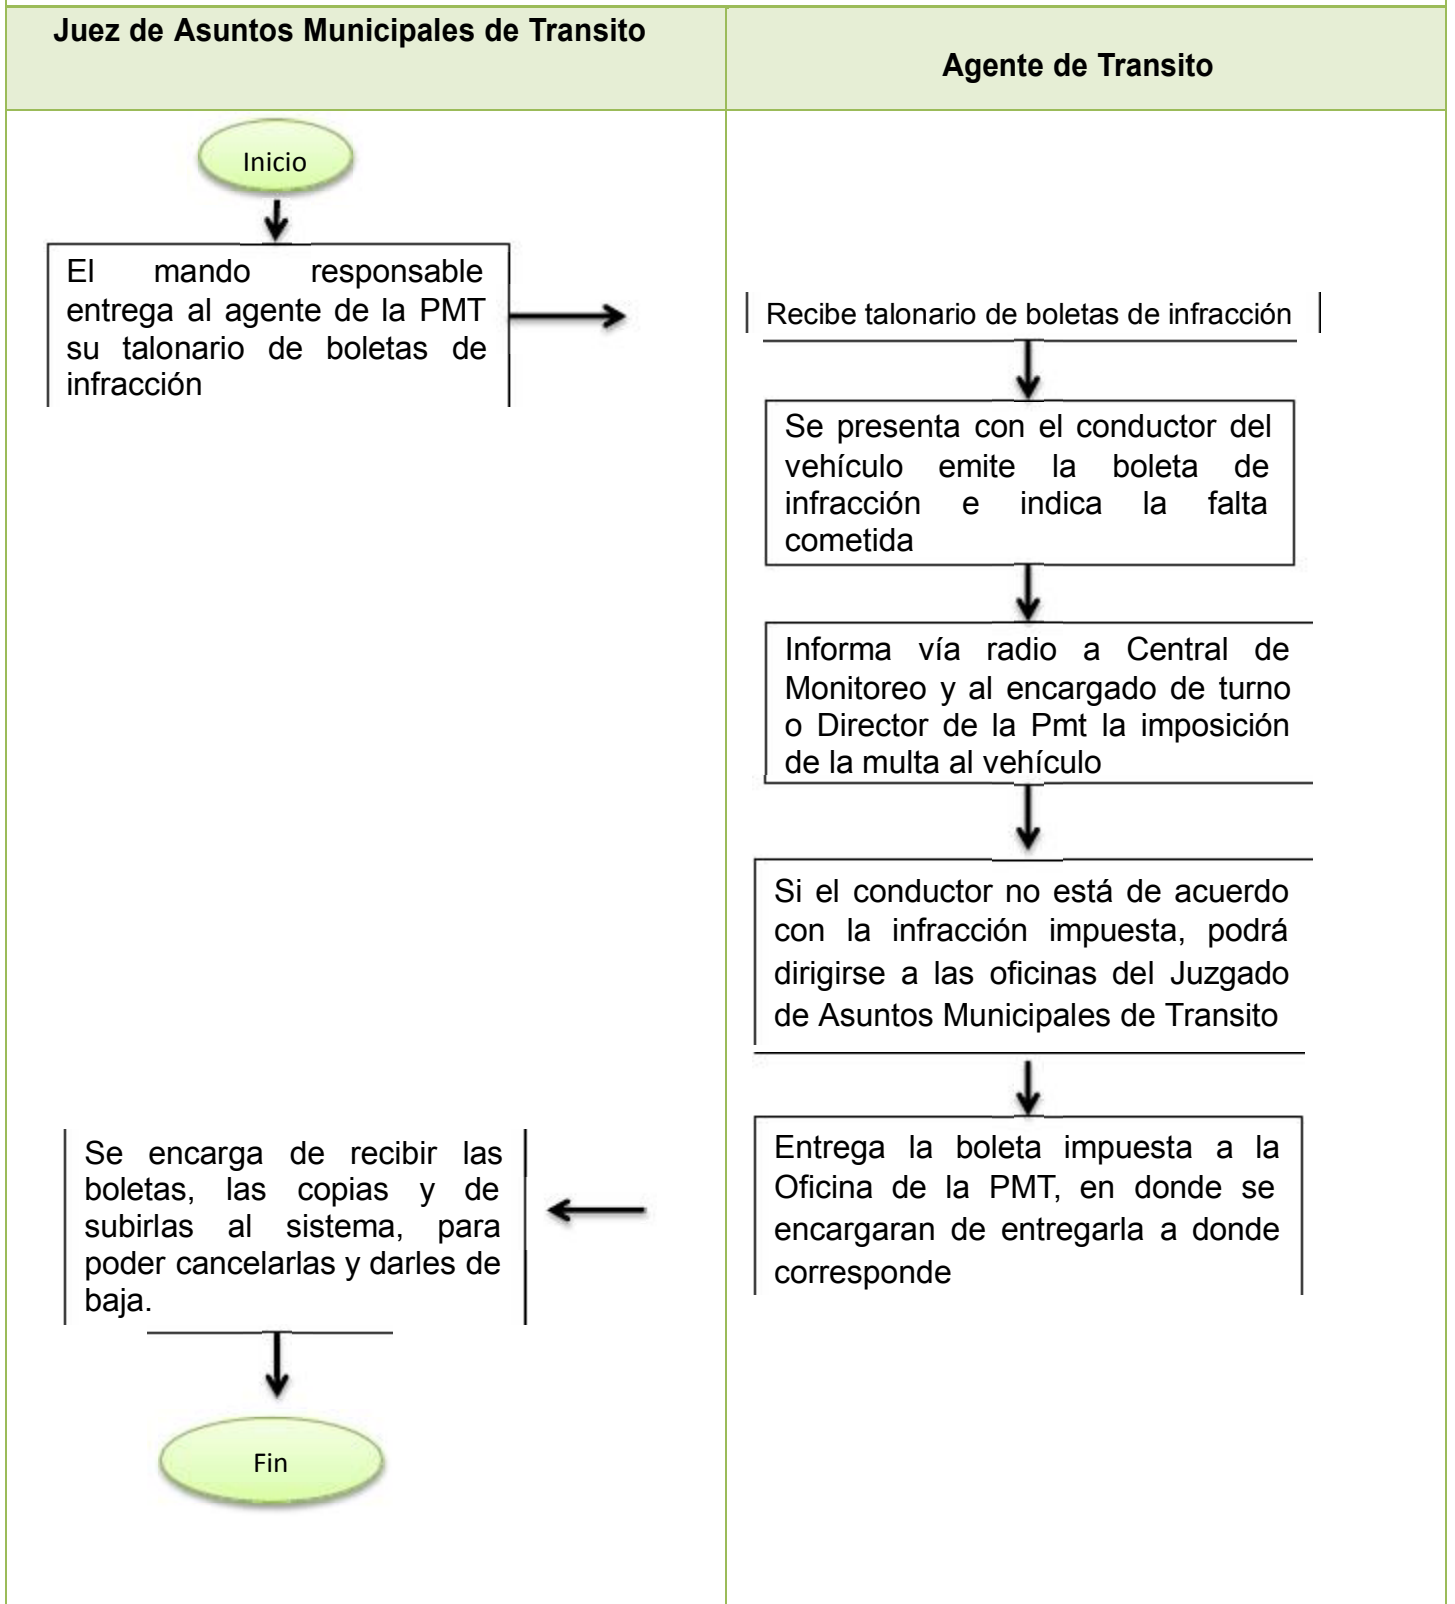 Juez de Asuntos Municipales de Transito
Agente de Transito
Inicio
El mando responsable
entrega al agente de la PMT
su talonario de boletas de
infracción
Recibe talonario de boletas de infracción
Se presenta con el conductor del
vehículo emite la boleta de
infracción e indica la falta
cometida
Informa vía radio a Central de
Monitoreo y al encargado de turno
o Director de la Pmt la imposición
de la multa al vehículo
Si el conductor no está de acuerdo
con la infracción impuesta, podrá
dirigirse a las oficinas del Juzgado
de Asuntos Municipales de Transito
Entrega la boleta impuesta a la
Oficina de la PMT, en donde se
encargaran de entregarla a donde
corresponde
Se encarga de recibir las
boletas, las copias y de
subirlas al sistema, para
poder cancelarlas y darles de
baja.
Fin